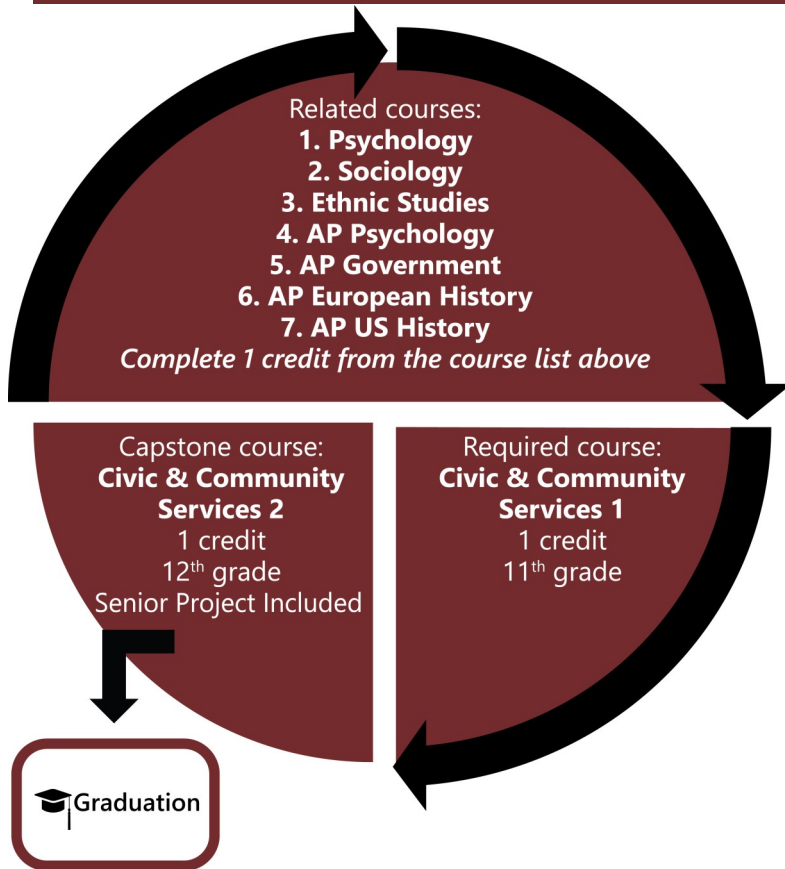 Related courses:
1. Psychology
2. Sociology
3. Ethnic Studies
4. AP Psychology
5. AP Government
6. AP European History
7. AP US History
Complete 1 credit from the course list above
Required course:
Civic & Community
Services 1
1 credit
11th grade
Capstone course:
Civic & Community
Services 2
1 credit
12th grade
Senior Project Included
Graduation